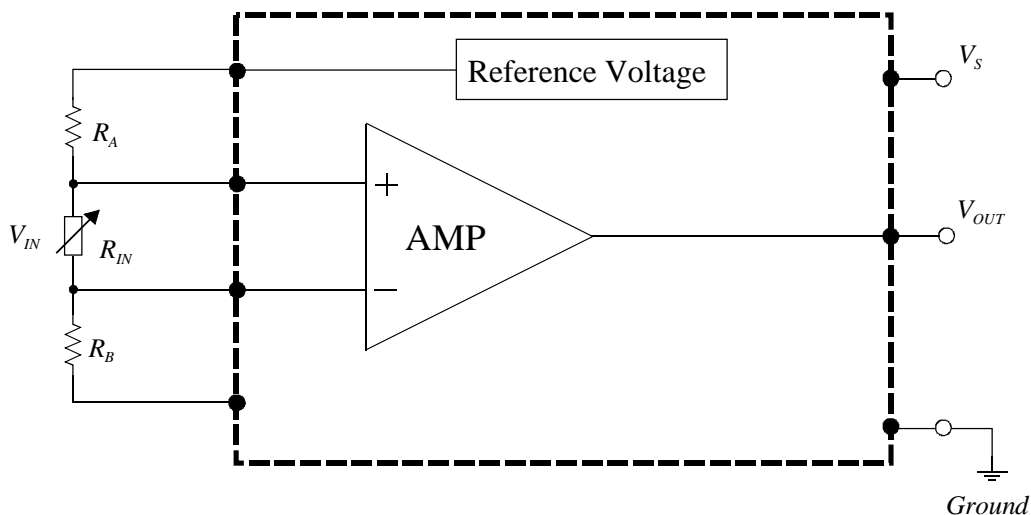 Reference Voltage
V_S
R_A
+
V_IN
R_IN
AMP
V_OUT
−
R_B
Ground